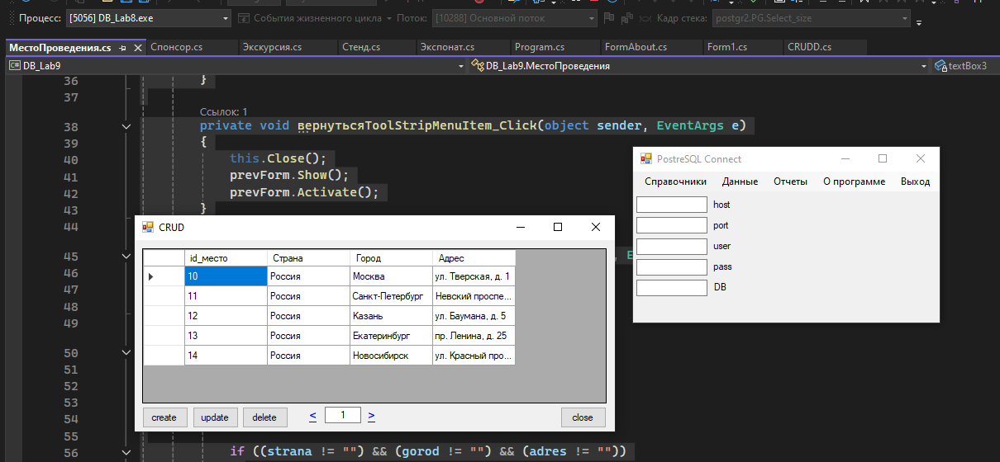 Процесс: [5056] DB_Lab8.exe События жизненного цикла Поток: [10288] Основной поток Кадр стека: postgr2.PG.Select_size
МестоПроведения.cs Спонсор.cs Экскурсия.cs Стенд.cs Экспонат.cs Program.cs FormAbout.cs Form1.cs CRUDD.cs
C# DB_Lab9 DB_Lab9.МестоПроведения textBox3
36 }
37
Ссылок: 1
38 private void вернутьсяToolStripMenuItem_Click(object sender, EventArgs e)
39 {
40 this.Close();
41 prevForm.Show();
42 prevForm.Activate();
43 }
44
45
46
47
48
49
50
51
52
53
54
55
56 if ((strana != "") && (gorod != "") && (adres != ""))
PostreSQL Connect
Справочники Данные Отчеты О программе Выход
host
port
user
pass
DB
CRUD
id_место Страна Город Адрес
10 Россия Москва ул. Тверская, д. 1
11 Россия Санкт-Петербург Невский проспе...
12 Россия Казань ул. Баумана, д. 5
13 Россия Екатеринбург пр. Ленина, д. 25
14 Россия Новосибирск ул. Красный про...
create update delete < 1 > close